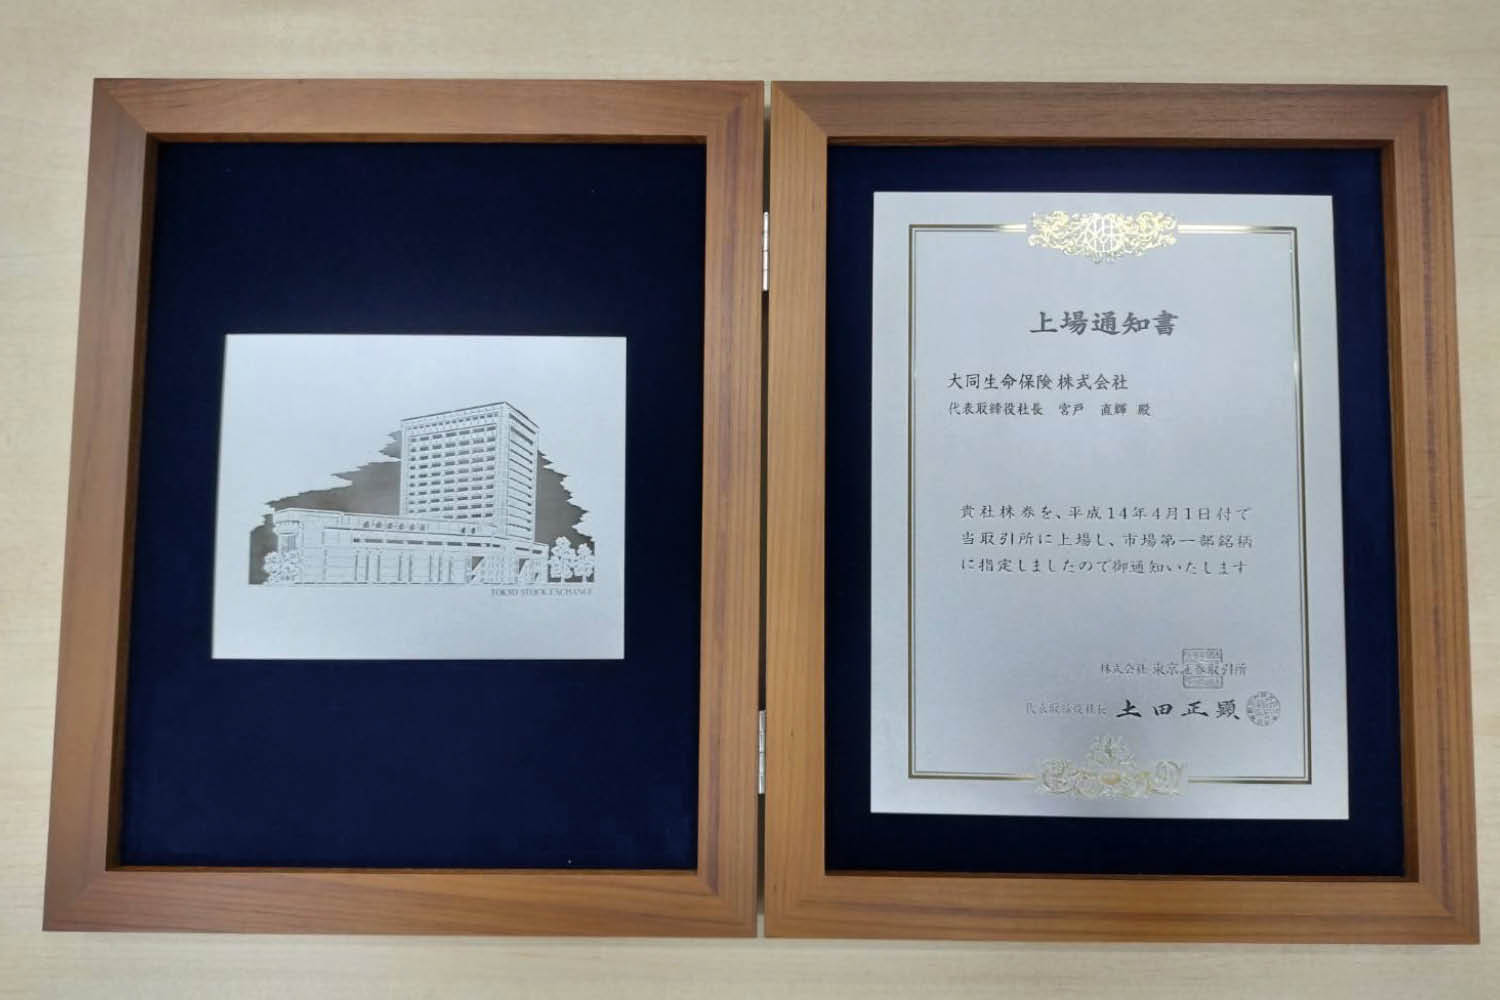 TOKYO STOCK EXCHANGE
上場通知書
大同生命保険株式会社
代表取締役社長 宮戸 直輝 殿
貴社株券を、平成14年4月1日付で
当取引所に上場し、市場第一部銘柄
に指定しましたので御通知いたします
株式会社 東京証券取引所
代表取締役社長 土田正顕